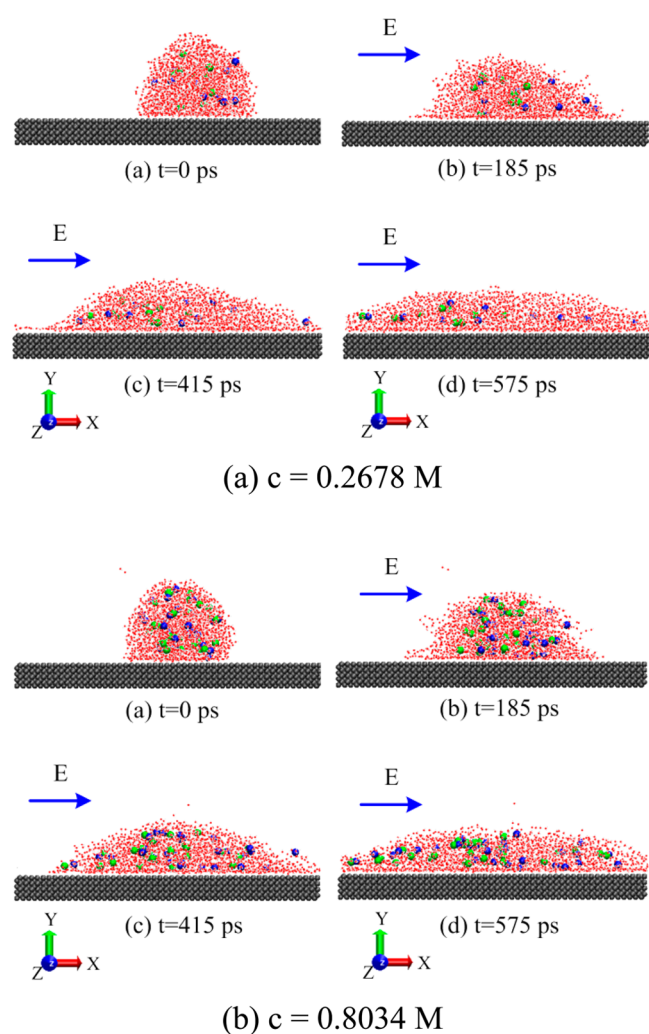 E
(a) t=0 ps
(b) t=185 ps
E
E
(c) t=415 ps
(d) t=575 ps
Y
Z
z
X
Y
Z
z
X
(a) c = 0.2678 M
E
(a) t=0 ps
(b) t=185 ps
E
E
(c) t=415 ps
(d) t=575 ps
Y
Z
z
X
Y
Z
z
X
(b) c = 0.8034 M